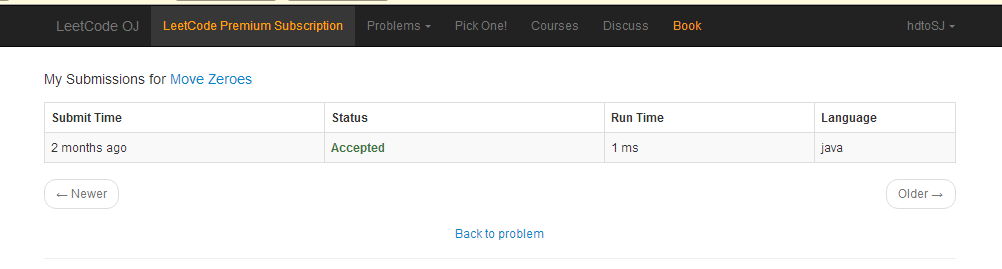 LeetCode OJ LeetCode Premium Subscription Problems Pick One! Courses Discuss Book hdtoSJ
My Submissions for Move Zeroes
Submit Time Status Run Time Language
2 months ago Accepted 1 ms java
← Newer Older →
Back to problem